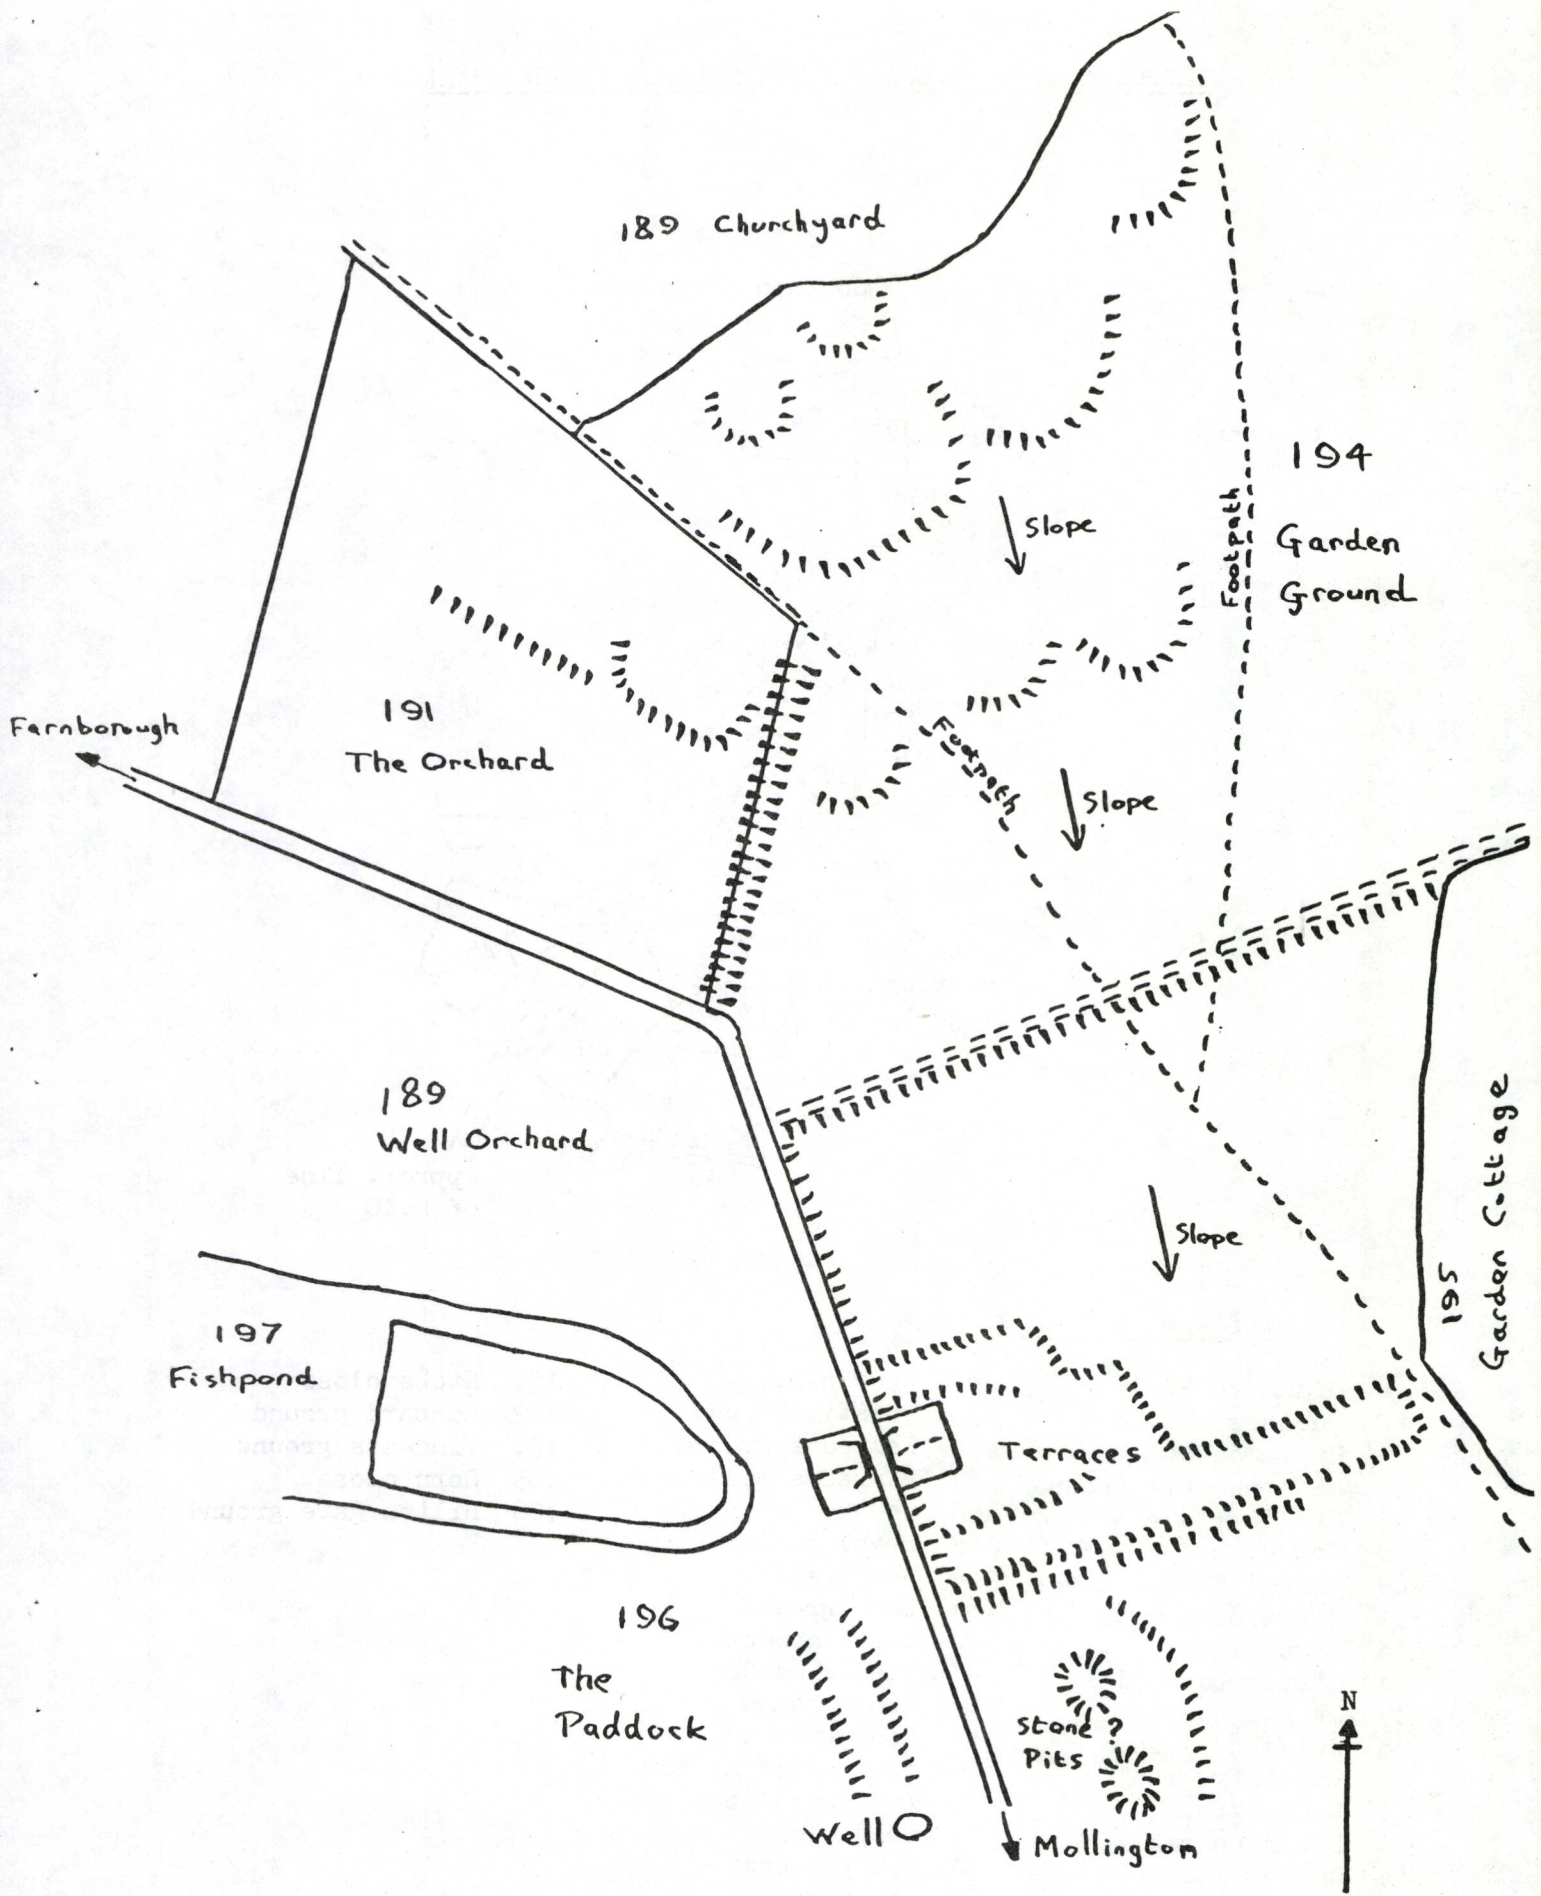 189 Churchyard
194
Garden
Ground
Footpath
Slope
191
The Orchard
Farnborough
Footpath
Slope
189
Well Orchard
Slope
195
Garden Cottage
197
Fishpond
Terraces
196
The
Paddock
Stone ?
Pits
N
Well
Mollington